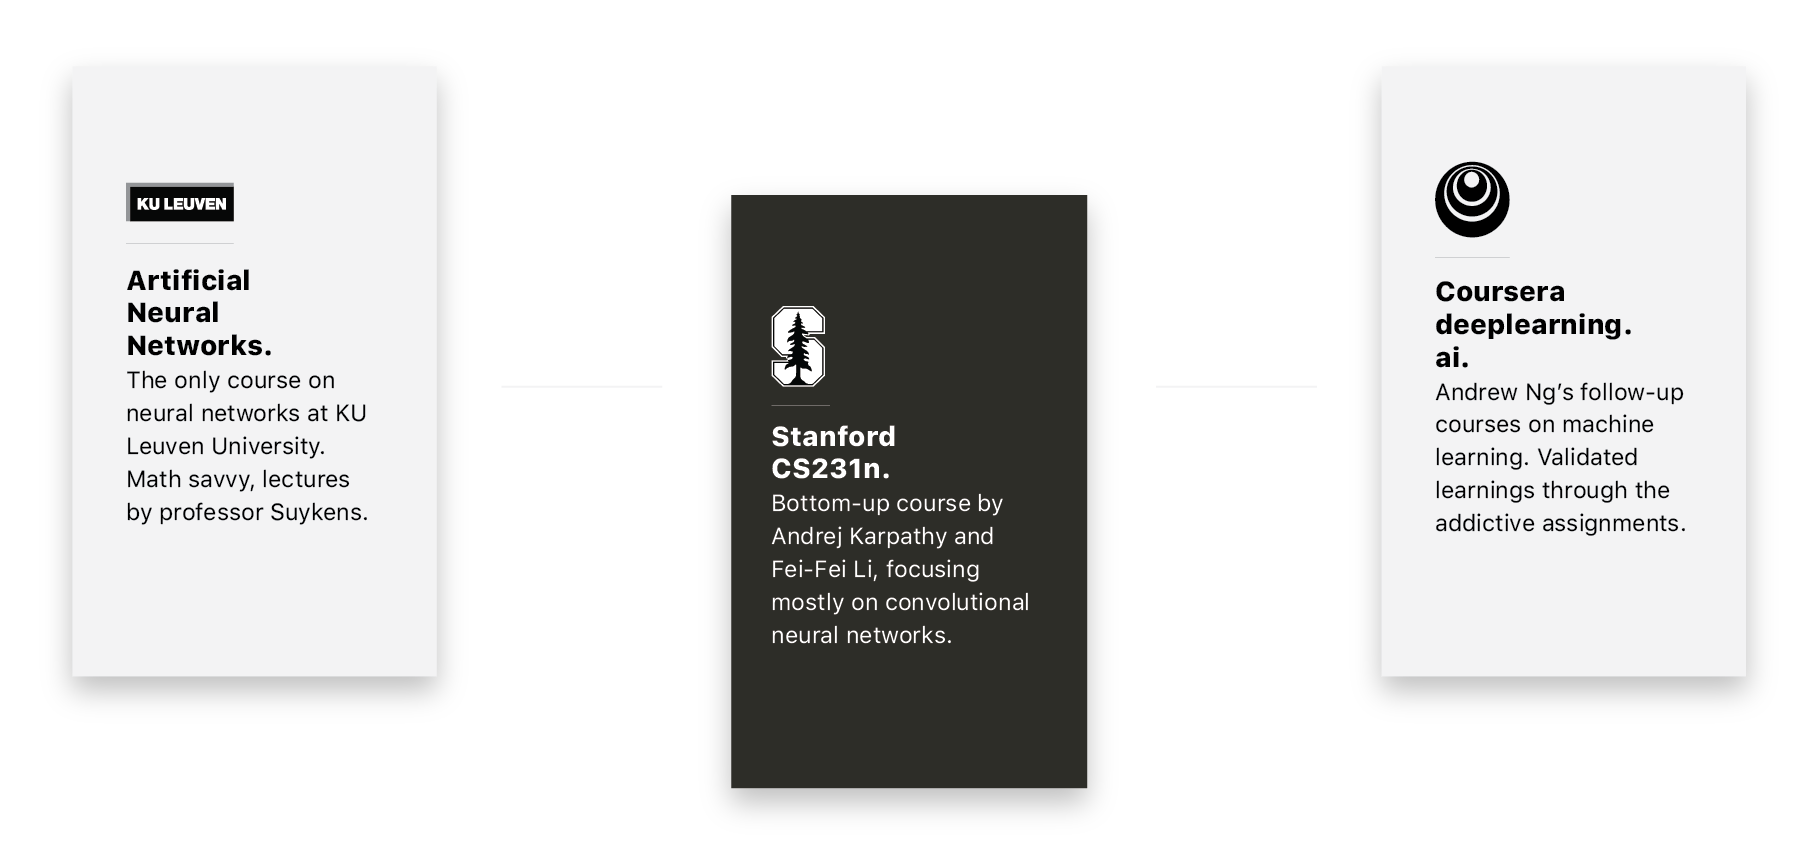 KU LEUVEN
Artificial
Neural
Networks.
The only course on
neural networks at KU
Leuven University.
Math savvy, lectures
by professor Suykens.
Stanford
CS231n.
Bottom-up course by
Andrej Karpathy and
Fei-Fei Li, focusing
mostly on convolutional
neural networks.
Coursera
deeplearning.
ai.
Andrew Ng’s follow-up
courses on machine
learning. Validated
learnings through the
addictive assignments.